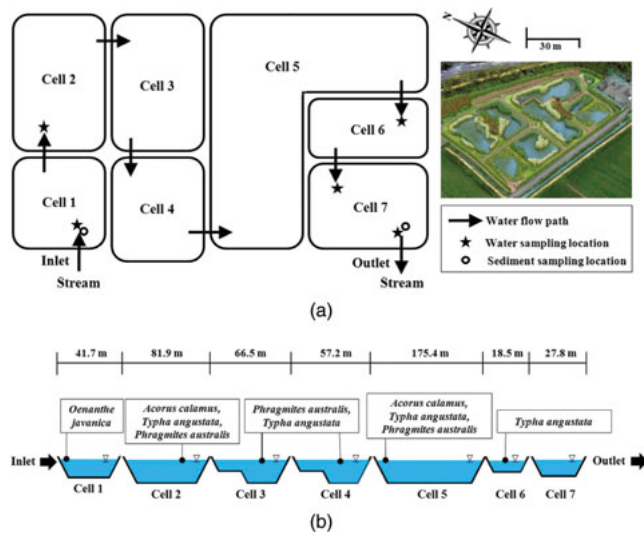 Cell 2
Cell 3
Cell 5
Cell 6
Cell 1
Cell 4
Cell 7
Inlet
Stream
Outlet
Stream
N
30 m
Water flow path
Water sampling location
Sediment sampling location
(a)
41.7 m
81.9 m
66.5 m
57.2 m
175.4 m
18.5 m
27.8 m
Oenanthe
javanica
Acorus calamus,
Typha angustata,
Phragmites australis
Phragmites australis,
Typha angustata
Acorus calamus,
Typha angustata,
Phragmites australis
Typha angustata
Inlet
Outlet
Cell 1
Cell 2
Cell 3
Cell 4
Cell 5
Cell 6
Cell 7
(b)